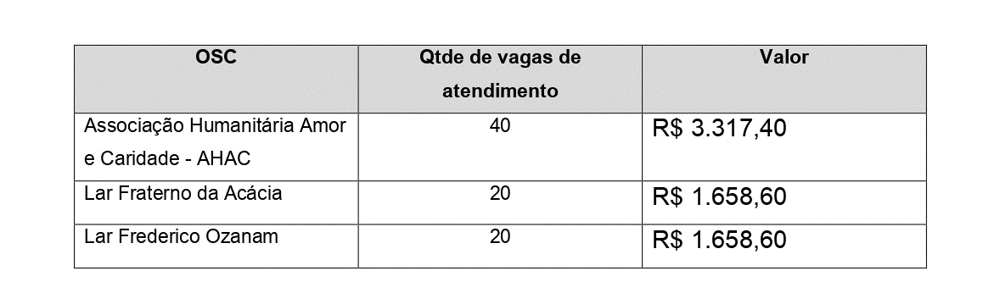 OSC
Qtde de vagas de
atendimento
Valor
Associação Humanitária Amor
e Caridade - AHAC
40
R$ 3.317,40
Lar Fraterno da Acácia
20
R$ 1.658,60
Lar Frederico Ozanam
20
R$ 1.658,60